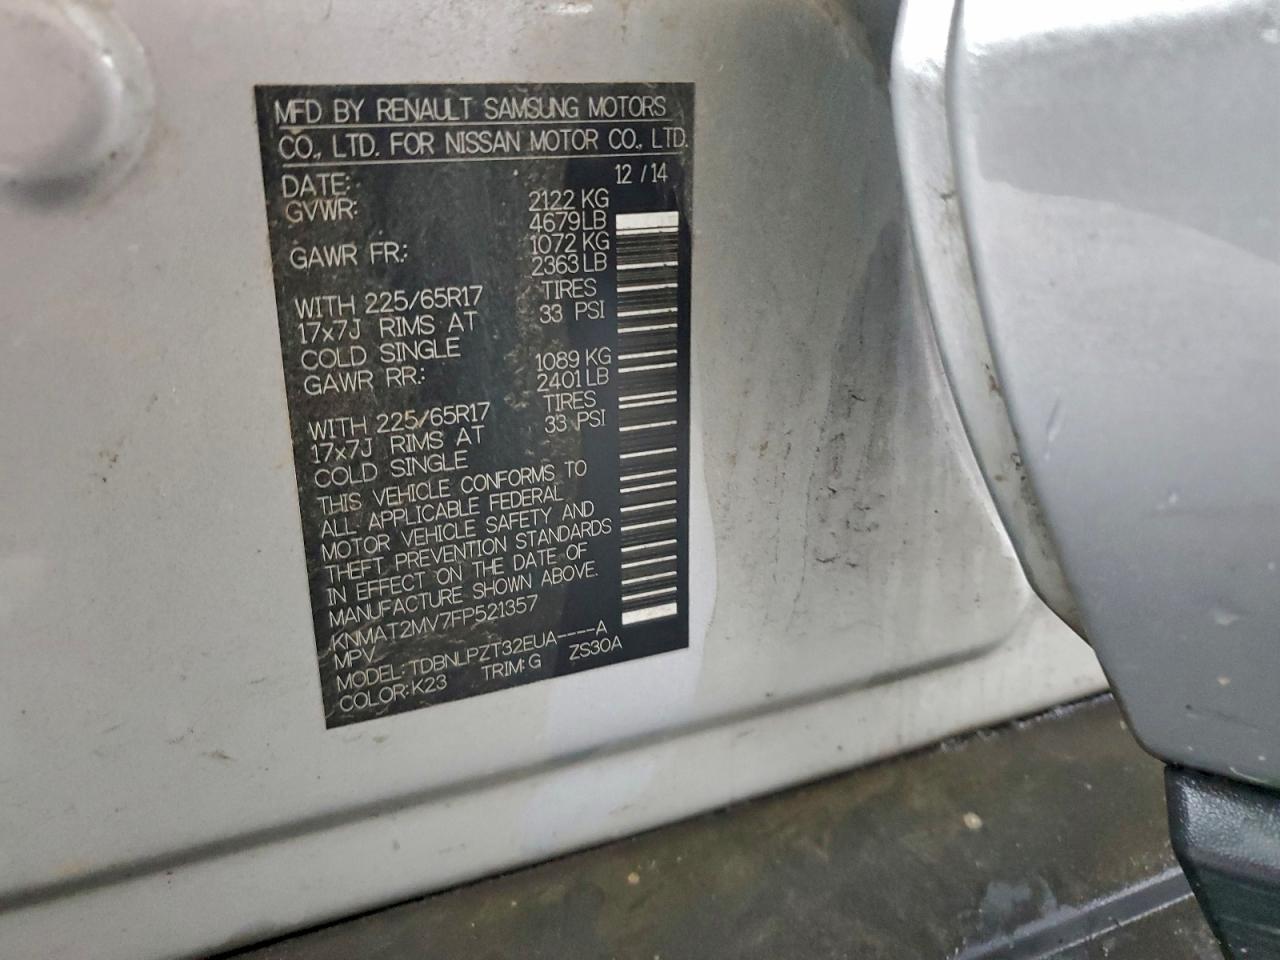 MFD BY RENAULT SAMSUNG MOTORS
CO., LTD. FOR NISSAN MOTOR CO., LTD.
DATE: 12 / 14
GVWR: 2122 KG
4679 LB
GAWR FR.: 1072 KG
2363 LB
WITH 225/65R17 TIRES
17x7J RIMS AT 33 PSI
COLD SINGLE
GAWR RR.: 1089 KG
2401 LB
WITH 225/65R17 TIRES
17x7J RIMS AT 33 PSI
COLD SINGLE
THIS VEHICLE CONFORMS TO
ALL APPLICABLE FEDERAL
MOTOR VEHICLE SAFETY AND
THEFT PREVENTION STANDARDS
IN EFFECT ON THE DATE OF
MANUFACTURE SHOWN ABOVE.
KNMAT2MV7FP521357
MPV
MODEL: TDBNLPZT32EUA----A
COLOR: K23 TRIM: G ZS30A